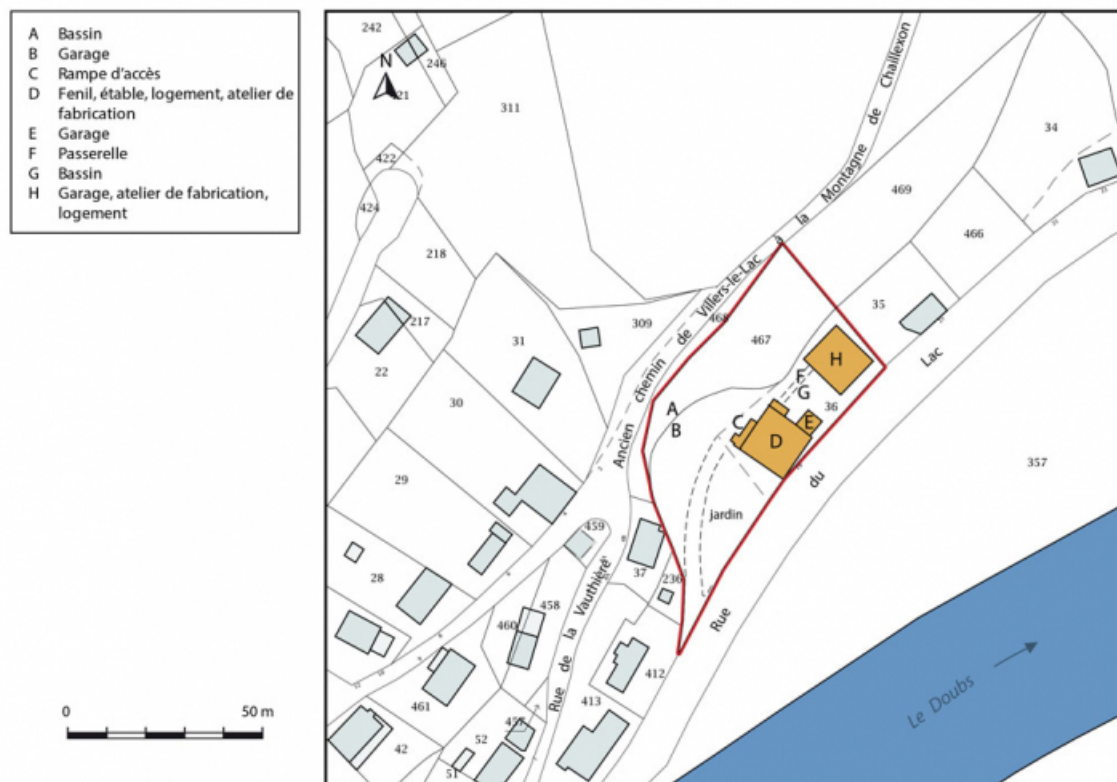 A Bassin
B Garage
C Rampe d'accès
D Fenil, étable, logement, atelier de
fabrication
E Garage
F Passerelle
G Bassin
H Garage, atelier de fabrication,
logement
0 50 m
242
246
N
21
311
422
424
218
217
22
31
309
30
29
28
34
469
466
35
468
467
Ancien chemin de Villers-le-Lac à la Montagne de Chaillexon
A
B
C
D
E
F
G
H
36
jardin
Rue du Lac
357
459
37
236
458
460
Rue de la Vauthière
412
413
461
457
42
52
51
Le Doubs